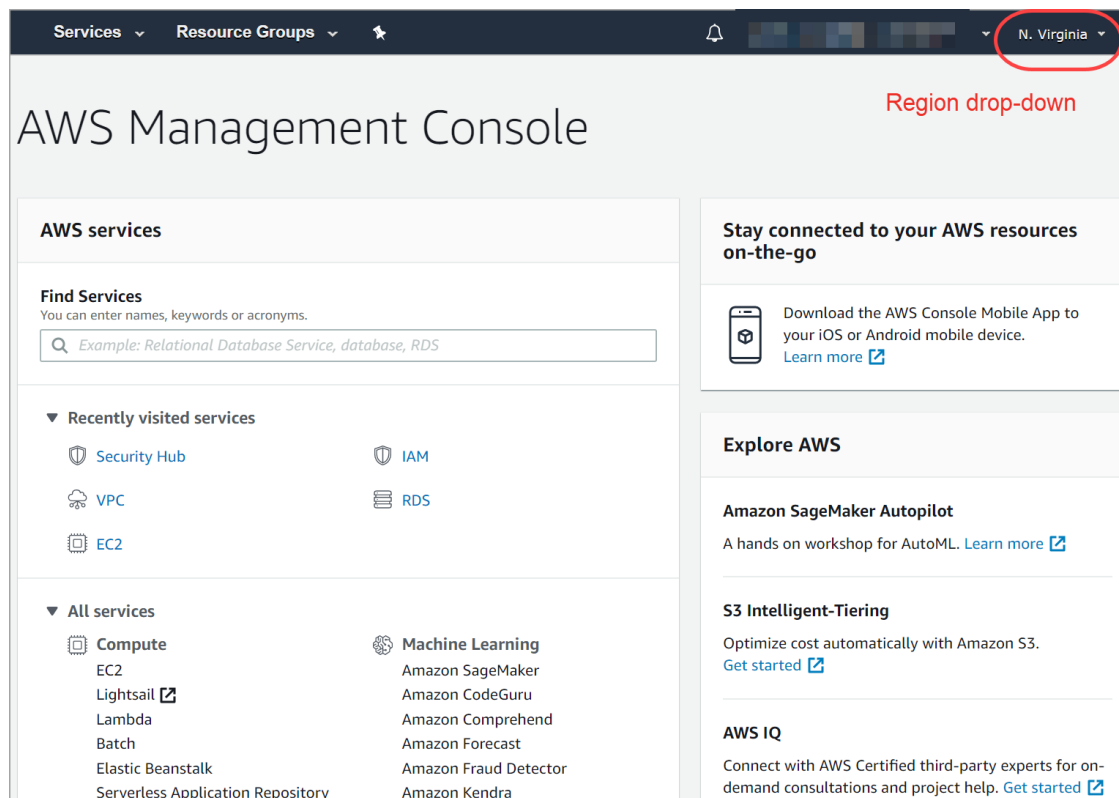 Services
Resource Groups
N. Virginia
Region drop-down
AWS Management Console
AWS services
Find Services
You can enter names, keywords or acronyms.
Example: Relational Database Service, database, RDS
Recently visited services
Security Hub
IAM
VPC
RDS
EC2
All services
Compute
EC2
Lightsail
Lambda
Batch
Elastic Beanstalk
Serverless Application Repository
Machine Learning
Amazon SageMaker
Amazon CodeGuru
Amazon Comprehend
Amazon Forecast
Amazon Fraud Detector
Amazon Kendra
Stay connected to your AWS resources
on-the-go
Download the AWS Console Mobile App to
your iOS or Android mobile device.
Learn more
Explore AWS
Amazon SageMaker Autopilot
A hands on workshop for AutoML. Learn more
S3 Intelligent-Tiering
Optimize cost automatically with Amazon S3.
Get started
AWS IQ
Connect with AWS Certified third-party experts for on-
demand consultations and project help. Get started